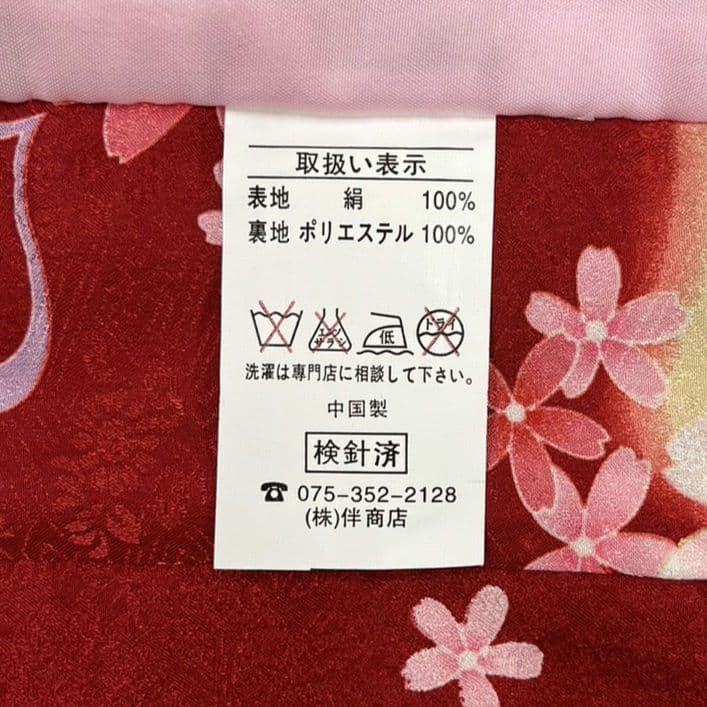 取扱い表示
表地 絹 100%
裏地 ポリエステル 100%
エンソ サラシ 低 ドライ
洗濯は専門店に相談して下さい。
中国製
検針済
☎ 075-352-2128
(株)伴商店